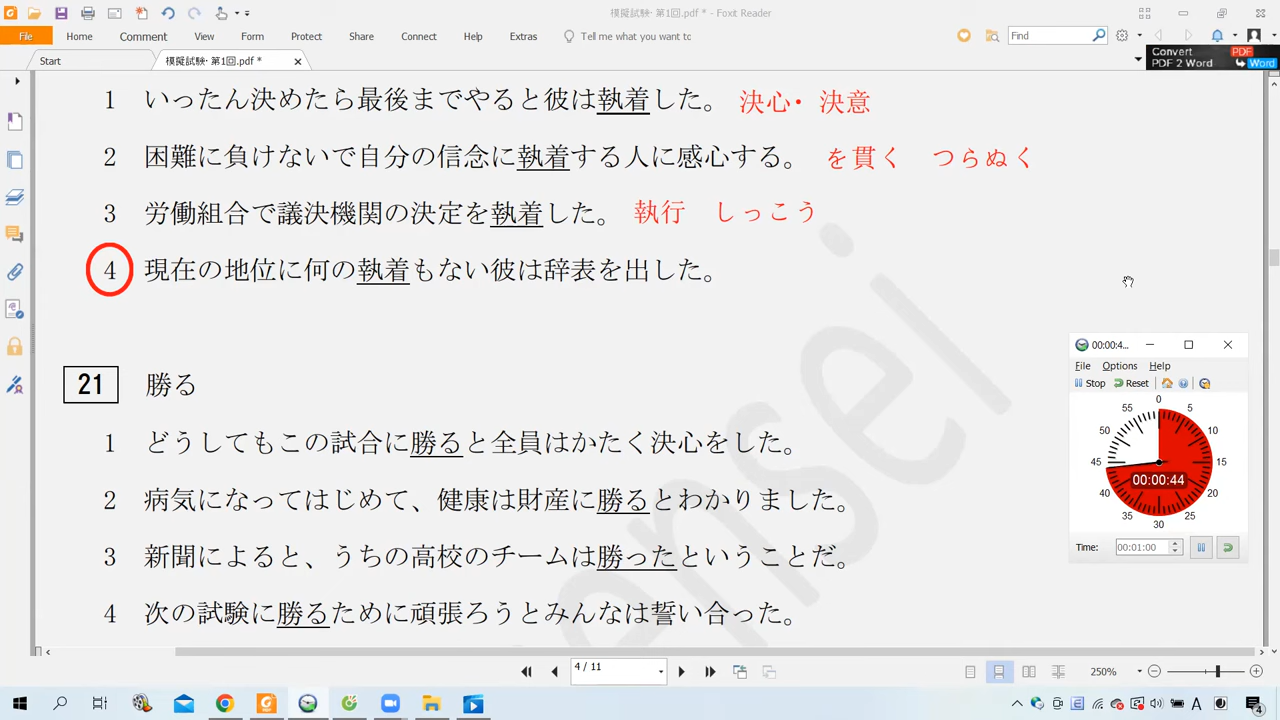 模擬試験・第1回.pdf * - Foxit Reader
File Home Comment View Form Protect Share Connect Help Extras Tell me what you want to Find
Start 模擬試験・第1回.pdf *
Convert PDF
PDF 2 Word Word
1 いったん決めたら最後までやると彼は執着した。 決心・決意
2 困難に負けないで自分の信念に執着する人に感心する。 を貫く つらぬく
3 労働組合で議決機関の決定を執着した。 執行 しっこう
4 現在の地位に何の執着もない彼は辞表を出した。
21 勝る
1 どうしてもこの試合に勝ると全員はかたく決心をした。
2 病気になってはじめて、健康は財産に勝るとわかりました。
3 新聞によると、うちの高校のチームは勝ったということだ。
4 次の試験に勝るために頑張ろうとみんなは誓い合った。
00:00:4...
File Options Help
Stop Reset
0
55 5
50 10
45 15
40 20
35 25
30
00:00:44
Time: 00:01:00
ensei
4 / 11
250%
A
4